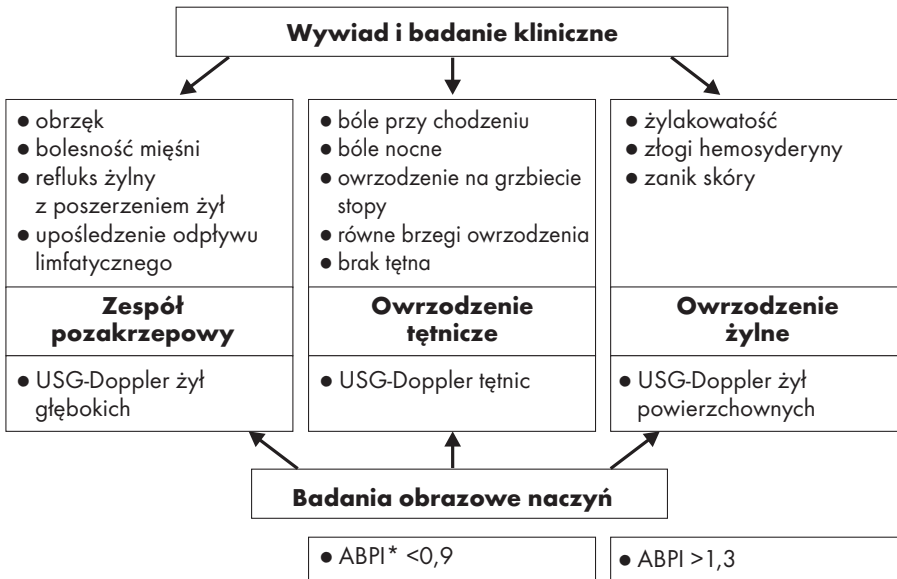 Wywiad i badanie kliniczne
● obrzęk
● bolesność mięśni
● refluks żylny
z poszerzeniem żył
● upośledzenie odpływu
limfatycznego
Zespół
pozakrzepowy
● USG-Doppler żył
głębokich
● bóle przy chodzeniu
● bóle nocne
● owrzodzenie na grzbiecie
stopy
● równe brzegi owrzodzenia
● brak tętna
Owrzodzenie
tętnicze
● USG-Doppler tętnic
● żylakowatość
● złogi hemosyderyny
● zanik skóry
Owrzodzenie
żylne
● USG-Doppler żył
powierzchownych
Badania obrazowe naczyń
● ABPI* <0,9
● ABPI >1,3